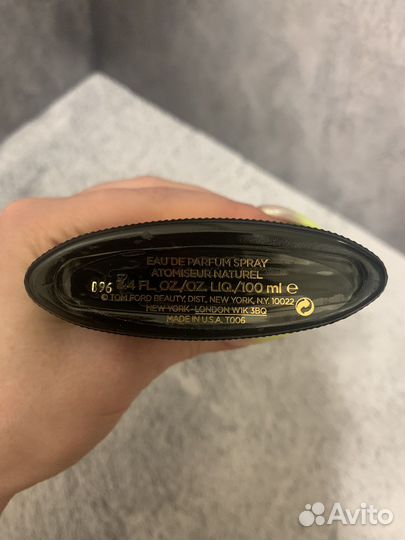 EAU DE PARFUM SPRAY
ATOMISEUR NATUREL
3.4 FL. OZ./OZ. LIQ./100 ml e
© TOM FORD BEAUTY, DIST, NEW YORK, N.Y. 10022
NEW YORK-LONDON W1K 3BQ
MADE IN U.S.A. T006
Avito